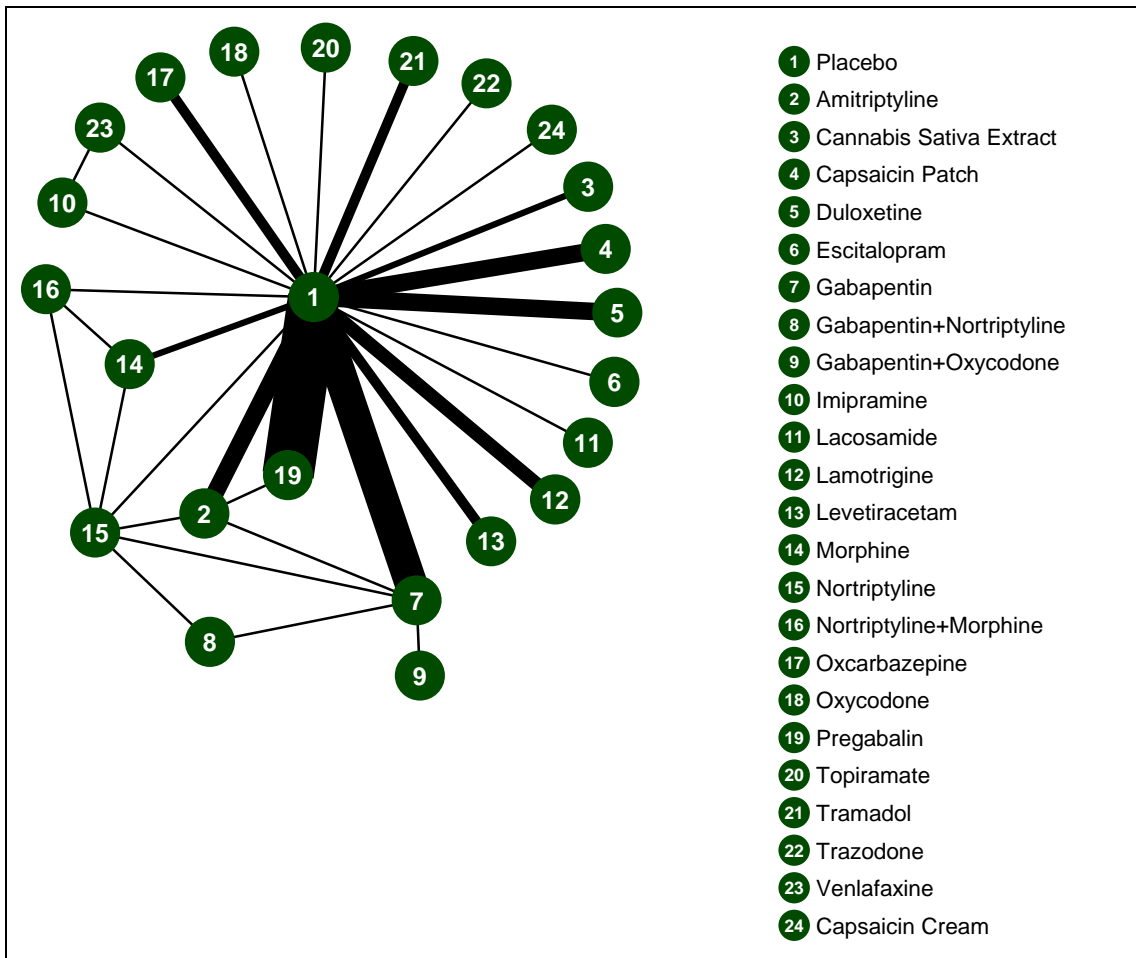 18
20
21
17
22
23
24
3
10
4
16
1
5
14
6
11
19
12
2
15
13
7
8
9
1 Placebo
2 Amitriptyline
3 Cannabis Sativa Extract
4 Capsaicin Patch
5 Duloxetine
6 Escitalopram
7 Gabapentin
8 Gabapentin+Nortriptyline
9 Gabapentin+Oxycodone
10 Imipramine
11 Lacosamide
12 Lamotrigine
13 Levetiracetam
14 Morphine
15 Nortriptyline
16 Nortriptyline+Morphine
17 Oxcarbazepine
18 Oxycodone
19 Pregabalin
20 Topiramate
21 Tramadol
22 Trazodone
23 Venlafaxine
24 Capsaicin Cream